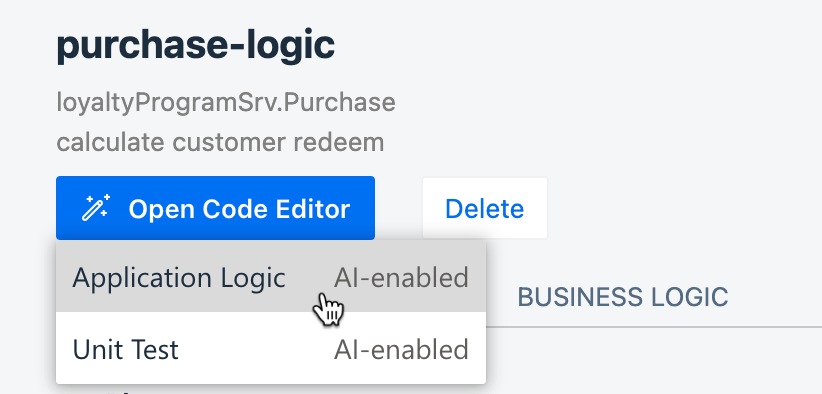 purchase-logic
loyaltyProgramSrv.Purchase
calculate customer redeem
Open Code Editor Delete
Application Logic AI-enabled
BUSINESS LOGIC
Unit Test AI-enabled